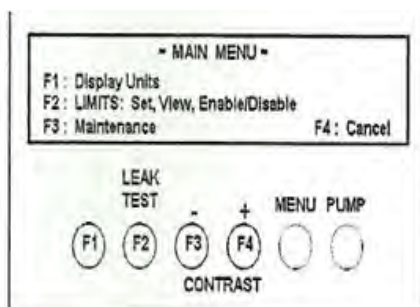 - MAIN MENU -
F1 : Display Units
F2 : LIMITS: Set, View, Enable/Disable
F3 : Maintenance F4 : Cancel
LEAK
TEST - + MENU PUMP
F1 F2 F3 F4
CONTRAST